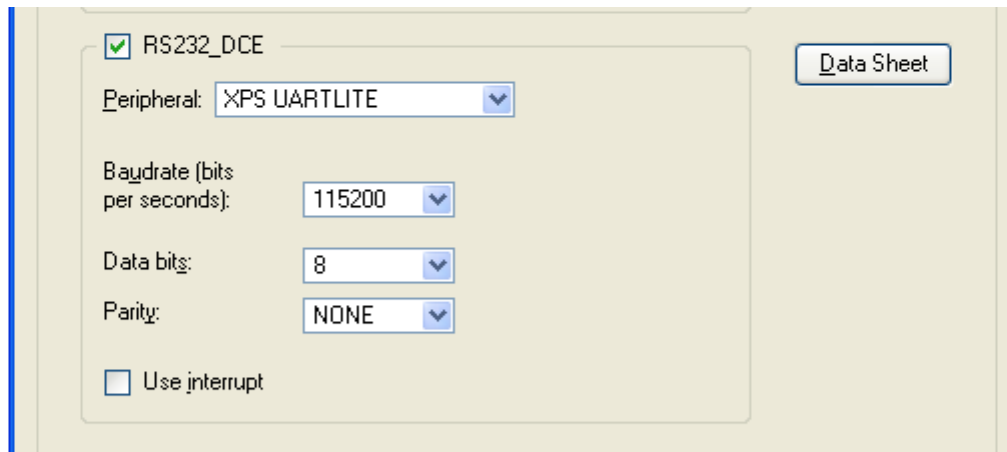 RS232_DCE
Data Sheet
Peripheral: XPS UARTLITE
Baudrate (bits
per seconds): 115200
Data bits: 8
Parity: NONE
Use interrupt